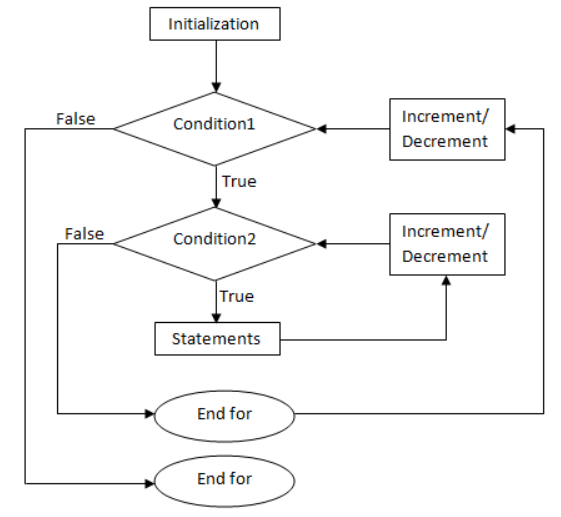 Initialization
False
Condition1
Increment/
Decrement
True
False
Condition2
Increment/
Decrement
True
Statements
End for
End for